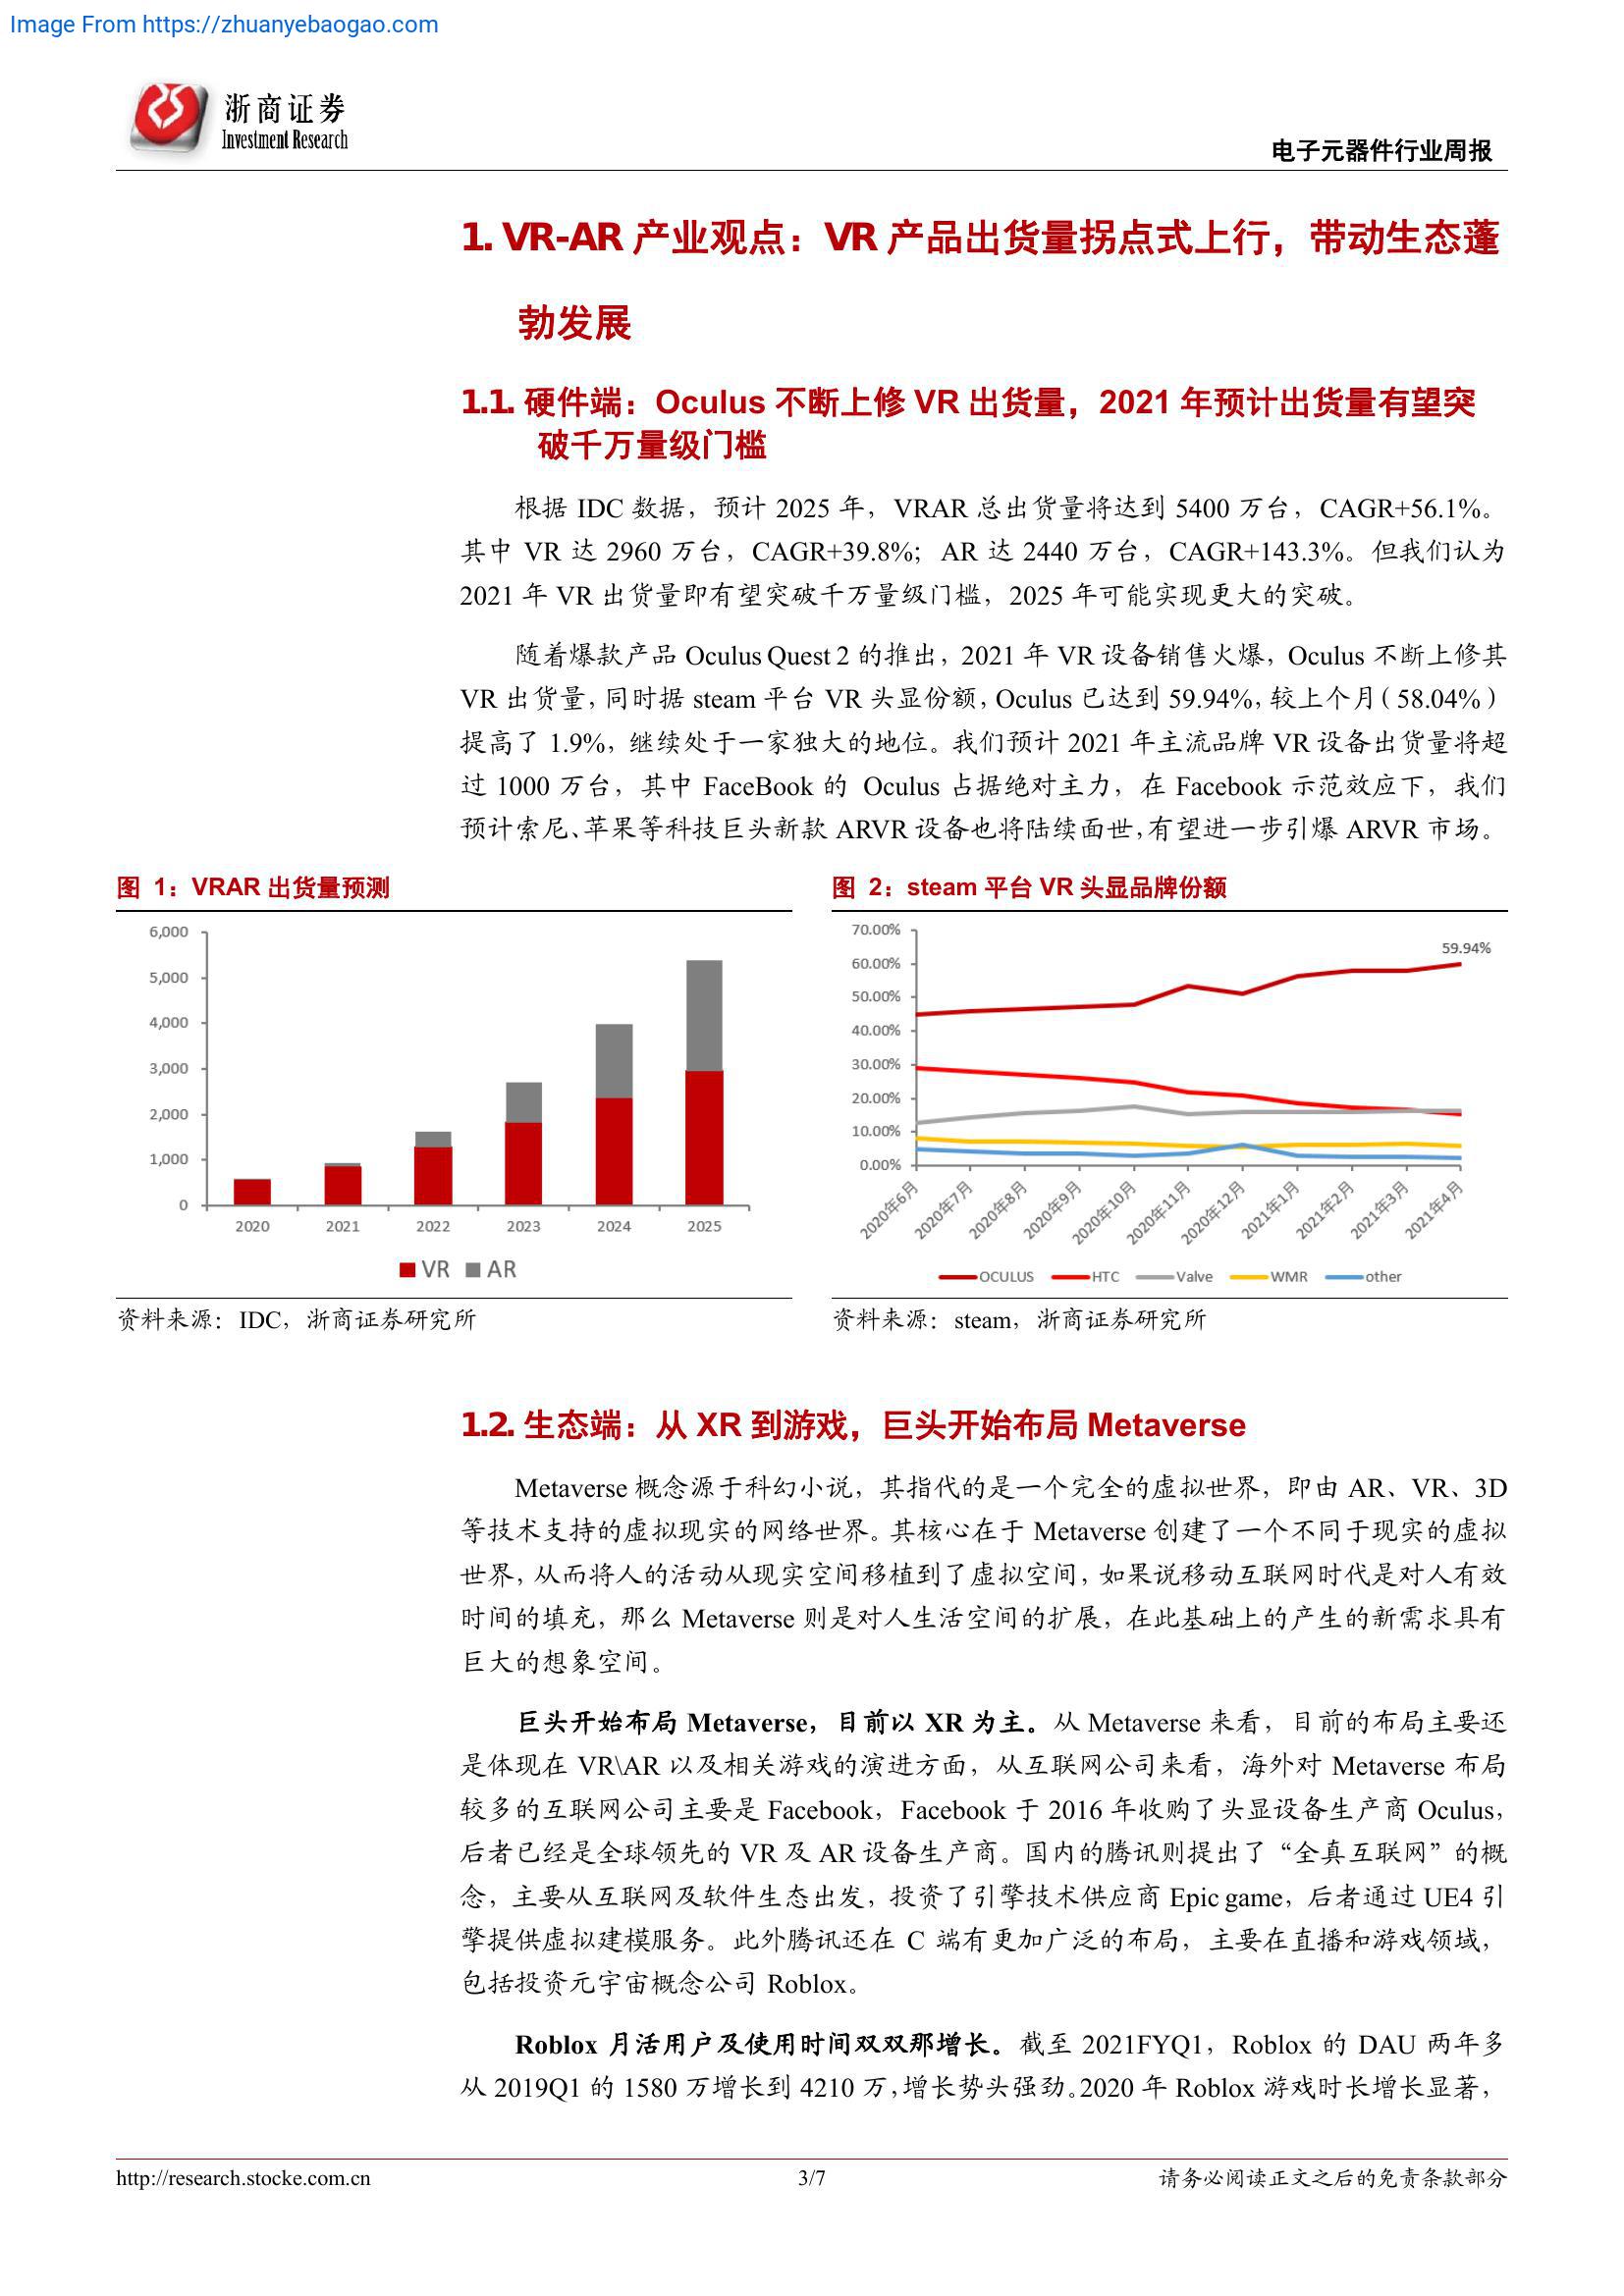 Image From https://zhuanyebaogao.com
浙商证券
Investment Research
电子元器件行业周报
1. VR-AR 产业观点：VR 产品出货量拐点式上行，带动生态蓬
勃发展
1.1. 硬件端：Oculus 不断上修 VR 出货量，2021 年预计出货量有望突
破千万量级门槛
根据 IDC 数据，预计 2025 年，VRAR 总出货量将达到 5400 万台，CAGR+56.1%。
其中 VR 达 2960 万台，CAGR+39.8%；AR 达 2440 万台，CAGR+143.3%。但我们认为
2021 年 VR 出货量即有望突破千万量级门槛，2025 年可能实现更大的突破。
随着爆款产品 Oculus Quest 2 的推出，2021 年 VR 设备销售火爆，Oculus 不断上修其
VR 出货量，同时据 steam 平台 VR 头显份额，Oculus 已达到 59.94%，较上个月（58.04%）
提高了 1.9%，继续处于一家独大的地位。我们预计 2021 年主流品牌 VR 设备出货量将超
过 1000 万台，其中 FaceBook 的 Oculus 占据绝对主力，在 Facebook 示范效应下，我们
预计索尼、苹果等科技巨头新款 ARVR 设备也将陆续面世，有望进一步引爆 ARVR 市场。
图 1：VRAR 出货量预测
6,000
5,000
4,000
3,000
2,000
1,000
0
2020 2021 2022 2023 2024 2025
VR AR
资料来源：IDC，浙商证券研究所
图 2：steam 平台 VR 头显品牌份额
70.00%
60.00%
50.00%
40.00%
30.00%
20.00%
10.00%
0.00%
59.94%
2020年6月 2020年7月 2020年8月 2020年9月 2020年10月 2020年11月 2020年12月 2021年1月 2021年2月 2021年3月 2021年4月
OCULUS HTC Valve WMR other
资料来源：steam，浙商证券研究所
1.2. 生态端：从 XR 到游戏，巨头开始布局 Metaverse
Metaverse 概念源于科幻小说，其指代的是一个完全的虚拟世界，即由 AR、VR、3D
等技术支持的虚拟现实的网络世界。其核心在于 Metaverse 创建了一个不同于现实的虚拟
世界，从而将人的活动从现实空间移植到了虚拟空间，如果说移动互联网时代是对人有效
时间的填充，那么 Metaverse 则是对人生活空间的扩展，在此基础上的产生的新需求具有
巨大的想象空间。
巨头开始布局 Metaverse，目前以 XR 为主。从 Metaverse 来看，目前的布局主要还
是体现在 VR\AR 以及相关游戏的演进方面，从互联网公司来看，海外对 Metaverse 布局
较多的互联网公司主要是 Facebook，Facebook 于 2016 年收购了头显设备生产商 Oculus，
后者已经是全球领先的 VR 及 AR 设备生产商。国内的腾讯则提出了“全真互联网”的概
念，主要从互联网及软件生态出发，投资了引擎技术供应商 Epic game，后者通过 UE4 引
擎提供虚拟建模服务。此外腾讯还在 C 端有更加广泛的布局，主要在直播和游戏领域，
包括投资元宇宙概念公司 Roblox。
Roblox 月活用户及使用时间双双那增长。截至 2021FYQ1，Roblox 的 DAU 两年多
从 2019Q1 的 1580 万增长到 4210 万，增长势头强劲。2020 年 Roblox 游戏时长增长显著，
http://research.stocke.com.cn
3/7
请务必阅读正文之后的免责条款部分